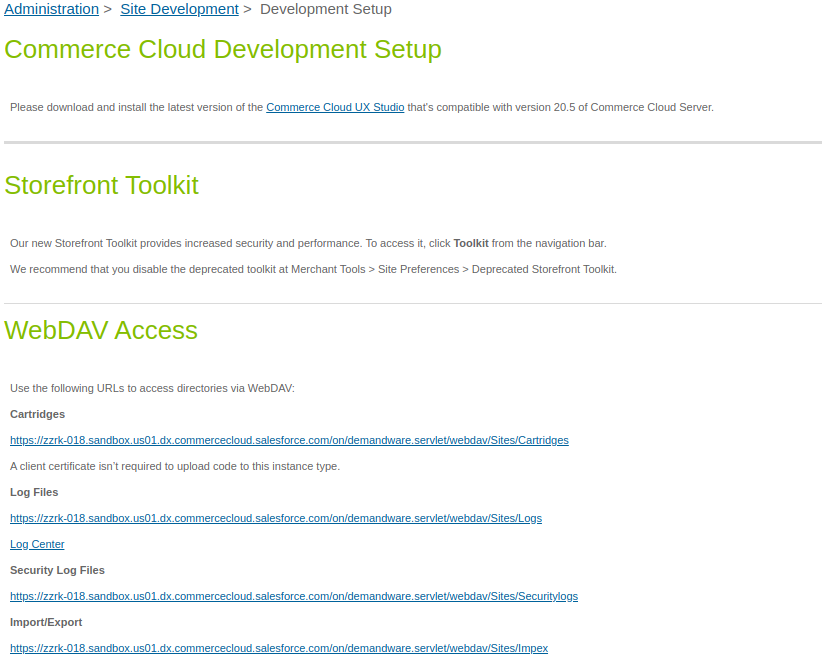 Administration > Site Development > Development Setup
Commerce Cloud Development Setup
Please download and install the latest version of the Commerce Cloud UX Studio that's compatible with version 20.5 of Commerce Cloud Server.
Storefront Toolkit
Our new Storefront Toolkit provides increased security and performance. To access it, click Toolkit from the navigation bar.
We recommend that you disable the deprecated toolkit at Merchant Tools > Site Preferences > Deprecated Storefront Toolkit.
WebDAV Access
Use the following URLs to access directories via WebDAV:
Cartridges
https://zzrk-018.sandbox.us01.dx.commercecloud.salesforce.com/on/demandware.servlet/webdav/Sites/Cartridges
A client certificate isn’t required to upload code to this instance type.
Log Files
https://zzrk-018.sandbox.us01.dx.commercecloud.salesforce.com/on/demandware.servlet/webdav/Sites/Logs
Log Center
Security Log Files
https://zzrk-018.sandbox.us01.dx.commercecloud.salesforce.com/on/demandware.servlet/webdav/Sites/Securitylogs
Import/Export
https://zzrk-018.sandbox.us01.dx.commercecloud.salesforce.com/on/demandware.servlet/webdav/Sites/Impex